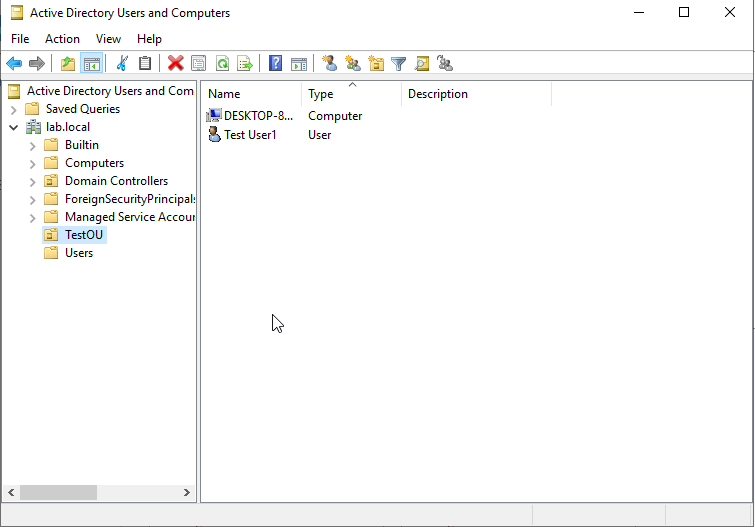 Active Directory Users and Computers
File Action View Help
Active Directory Users and Com
Saved Queries
lab.local
Builtin
Computers
Domain Controllers
ForeignSecurityPrincipals
Managed Service Accour
TestOU
Users
Name Type Description
DESKTOP-8... Computer
Test User1 User